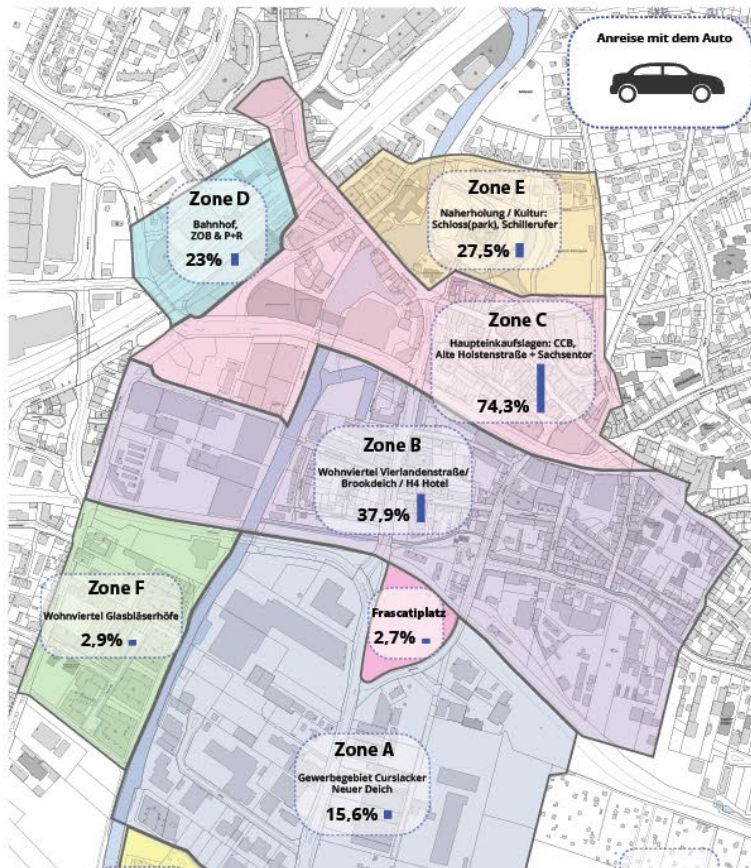 Anreise mit dem Auto
Zone D
Bahnhof,
ZOB & P+R
23%
Zone E
Naherholung / Kultur:
Schloss(park), Schillerufer
27,5%
Zone C
Haupteinkaufslagen: CCB,
Alte Holstenstraße + Sachsentor
74,3%
Zone B
Wohnviertel Vierlandenstraße/
Brookdeich / H4 Hotel
37,9%
Zone F
Wohnviertel Glasbläserhöfe
2,9%
Frascatiplatz
2,7%
Zone A
Gewerbegebiet Curslacker
Neuer Deich
15,6%